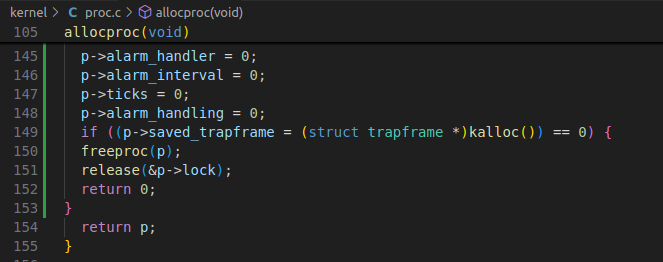 kernel > C proc.c > allocproc(void)
105 allocproc(void)
145 p->alarm_handler = 0;
146 p->alarm_interval = 0;
147 p->ticks = 0;
148 p->alarm_handling = 0;
149 if ((p->saved_trapframe = (struct trapframe *)kalloc()) == 0) {
150 freeproc(p);
151 release(&p->lock);
152 return 0;
153 }
154 return p;
155 }